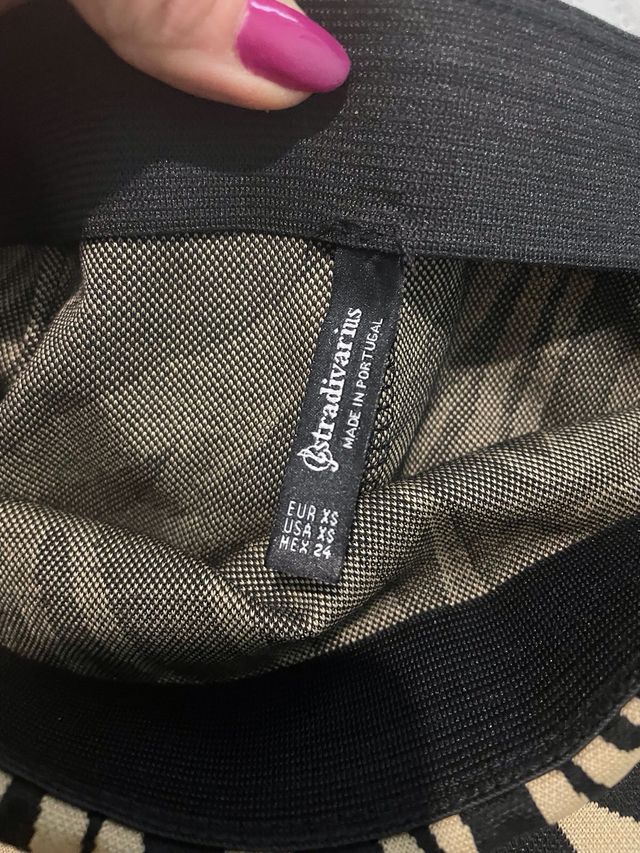 stradivarius
MADE IN PORTUGAL
EUR XS
USA XS
MEX 24